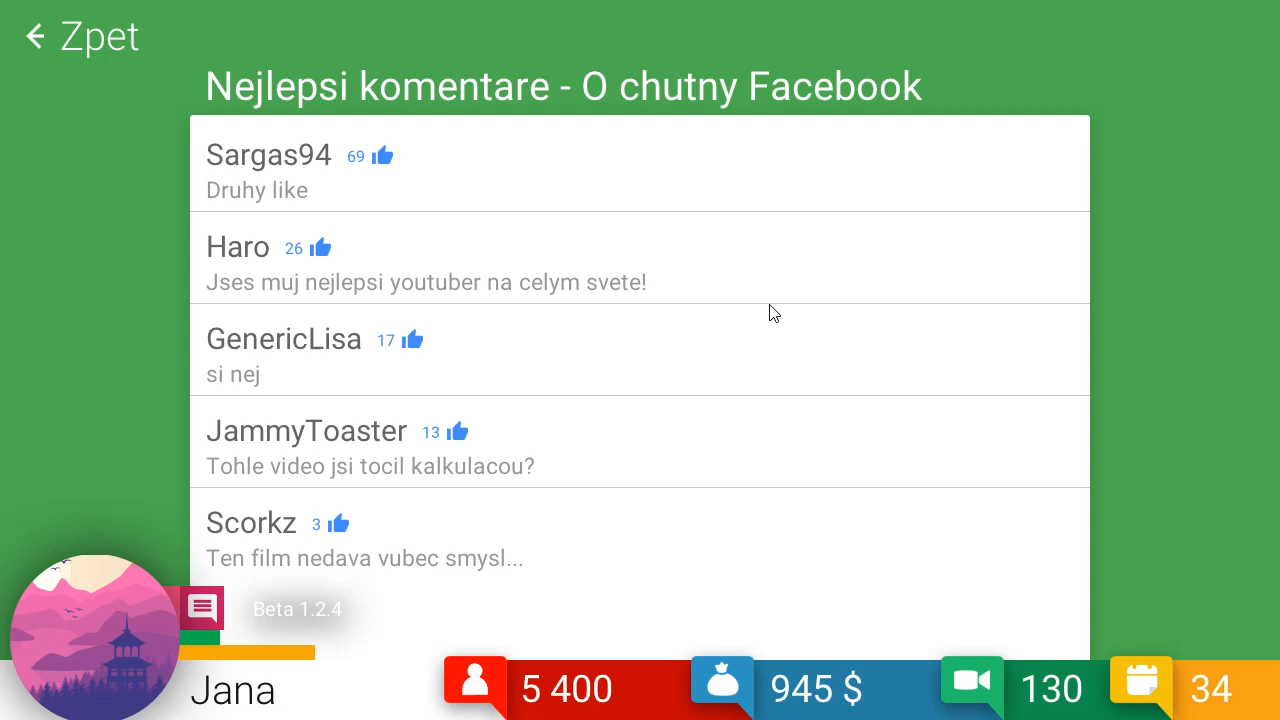 Zpet
Nejlepsi komentare - O chutny Facebook
Sargas94 69
Druhy like
Haro 26
Jses muj nejlepsi youtuber na celym svete!
GenericLisa 17
si nej
JammyToaster 13
Tohle video jsi tocil kalkulacou?
Scorkz 3
Ten film nedava vubec smysl...
Beta 1.2.4
Jana 5 400 945 $ 130 34